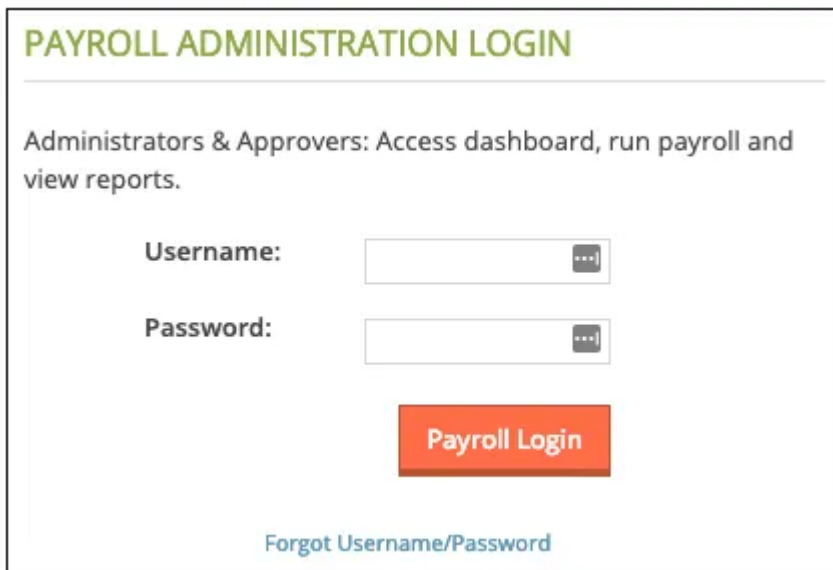 PAYROLL ADMINISTRATION LOGIN
Administrators & Approvers: Access dashboard, run payroll and
view reports.
Username:
Password:
Payroll Login
Forgot Username/Password